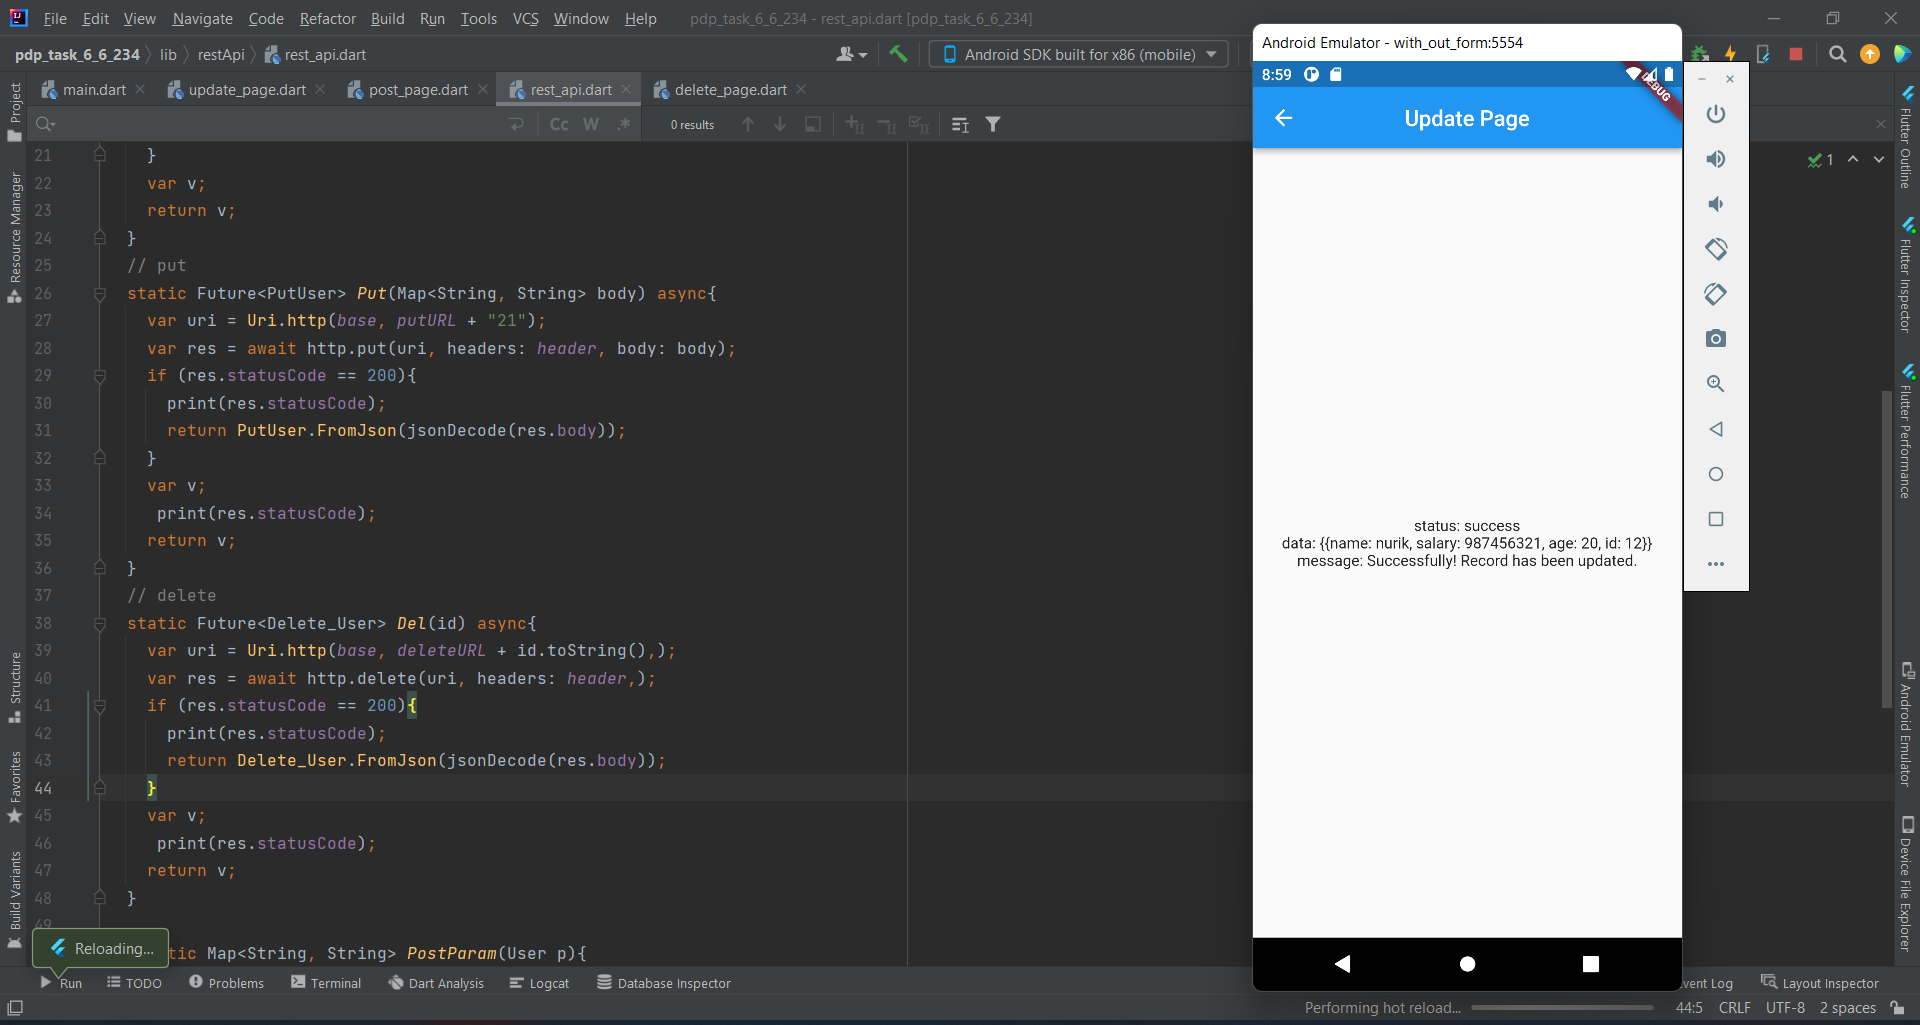 File Edit View Navigate Code Refactor Build Run Tools VCS Window Help pdp_task_6_6_234 - rest_api.dart [pdp_task_6_6_234]
pdp_task_6_6_234 lib restApi rest_api.dart Android SDK built for x86 (mobile)
main.dart update_page.dart post_page.dart rest_api.dart delete_page.dart
Cc W .* 0 results
1
Project
Resource Manager
Structure
Favorites
Build Variants
21 }
22 var v;
23 return v;
24 }
25 // put
26 static Future<PutUser> Put(Map<String, String> body) async{
27 var uri = Uri.http(base, putURL + "21");
28 var res = await http.put(uri, headers: header, body: body);
29 if (res.statusCode == 200){
30 print(res.statusCode);
31 return PutUser.FromJson(jsonDecode(res.body));
32 }
33 var v;
34 print(res.statusCode);
35 return v;
36 }
37 // delete
38 static Future<Delete_User> Del(id) async{
39 var uri = Uri.http(base, deleteURL + id.toString(),);
40 var res = await http.delete(uri, headers: header,);
41 if (res.statusCode == 200){
42 print(res.statusCode);
43 return Delete_User.FromJson(jsonDecode(res.body));
44 }
45 var v;
46 print(res.statusCode);
47 return v;
48 }
49
tic Map<String, String> PostParam(User p){
Reloading...
Android Emulator - with_out_form:5554
8:59
Update Page
status: success
data: {{name: nurik, salary: 987456321, age: 20, id: 12}}
message: Successfully! Record has been updated.
Flutter Outline
Flutter Inspector
Flutter Performance
Android Emulator
Device File Explorer
Run TODO Problems Terminal Dart Analysis Logcat Database Inspector vent Log Layout Inspector
Performing hot reload... 44:5 CRLF UTF-8 2 spaces